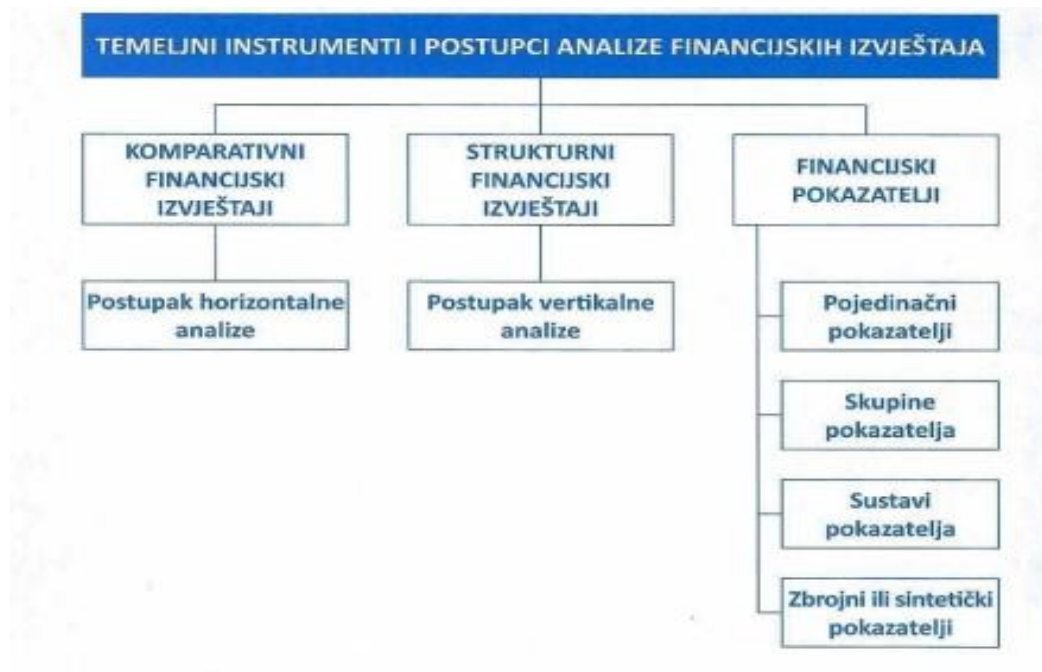 TEMELJNI INSTRUMENTI I POSTUPCI ANALIZE FINANCIJSKIH IZVJEŠTAJA
KOMPARATIVNI
FINANCIJSKI
IZVJEŠTAJI
STRUKTURNI
FINANCIJSKI
IZVJEŠTAJI
FINANCIJSKI
POKAZATELJI
Postupak horizontalne
analize
Postupak vertikalne
analize
Pojedinačni
pokazatelji
Skupine
pokazatelja
Sustavi
pokazatelja
Zbrojni ili sintetički
pokazatelji